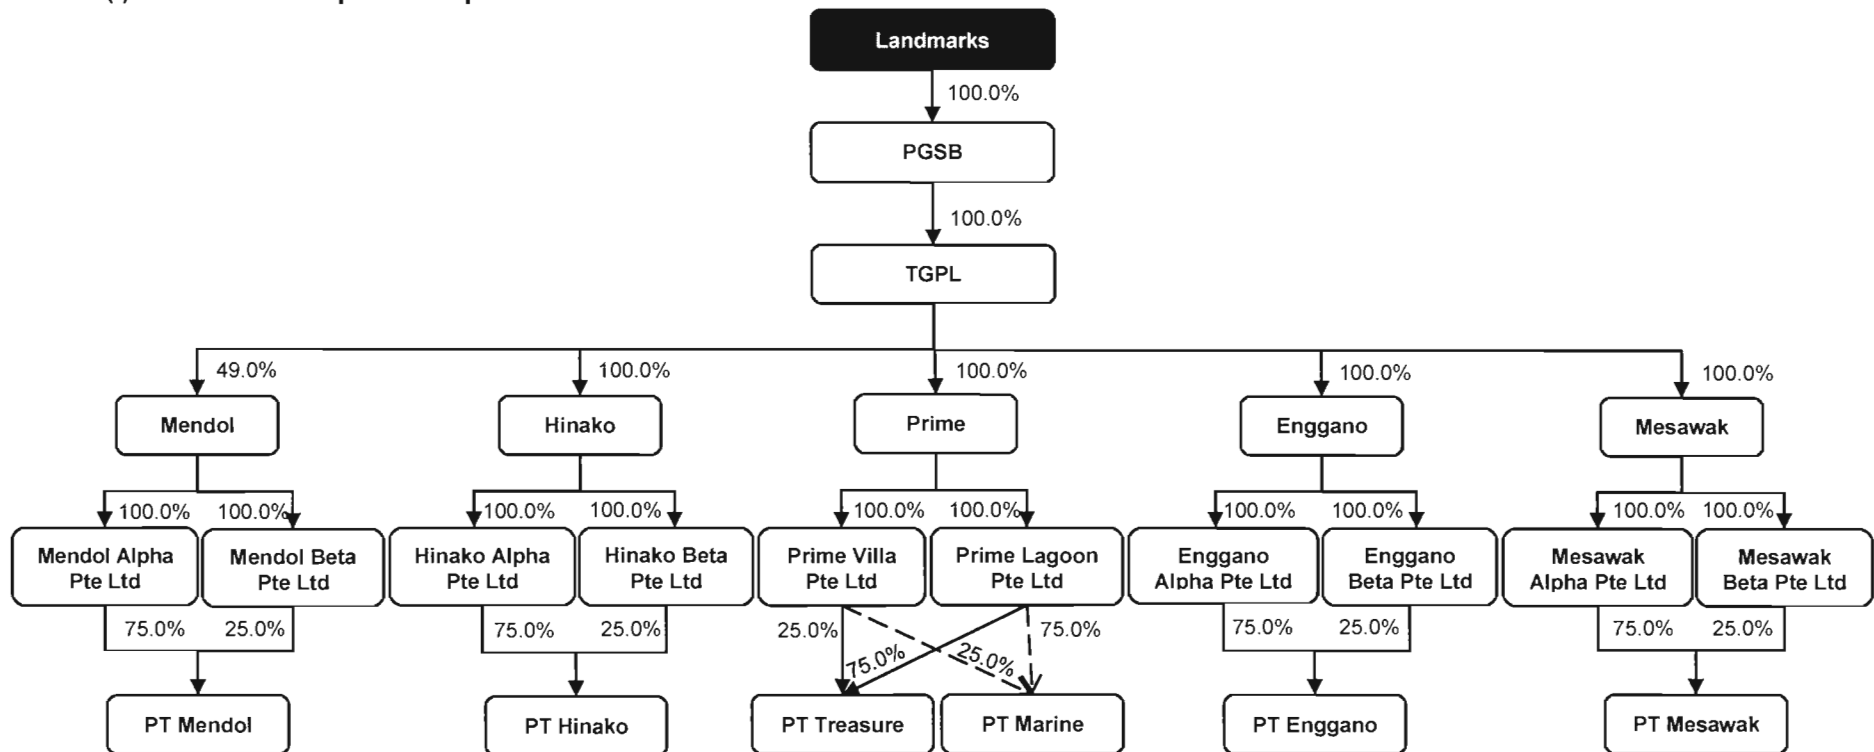 Landmarks
100.0%
PGSB
100.0%
TGPL
49.0%
100.0%
100.0%
100.0%
100.0%
Mendol
Hinako
Prime
Enggano
Mesawak
100.0%
100.0%
100.0%
100.0%
100.0%
100.0%
100.0%
100.0%
100.0%
100.0%
Mendol Alpha
Pte Ltd
Mendol Beta
Pte Ltd
Hinako Alpha
Pte Ltd
Hinako Beta
Pte Ltd
Prime Villa
Pte Ltd
Prime Lagoon
Pte Ltd
Enggano
Alpha Pte Ltd
Enggano
Beta Pte Ltd
Mesawak
Alpha Pte Ltd
Mesawak
Beta Pte Ltd
75.0%
25.0%
75.0%
25.0%
25.0%
75.0%
25.0%
75.0%
75.0%
25.0%
75.0%
25.0%
PT Mendol
PT Hinako
PT Treasure
PT Marine
PT Enggano
PT Mesawak